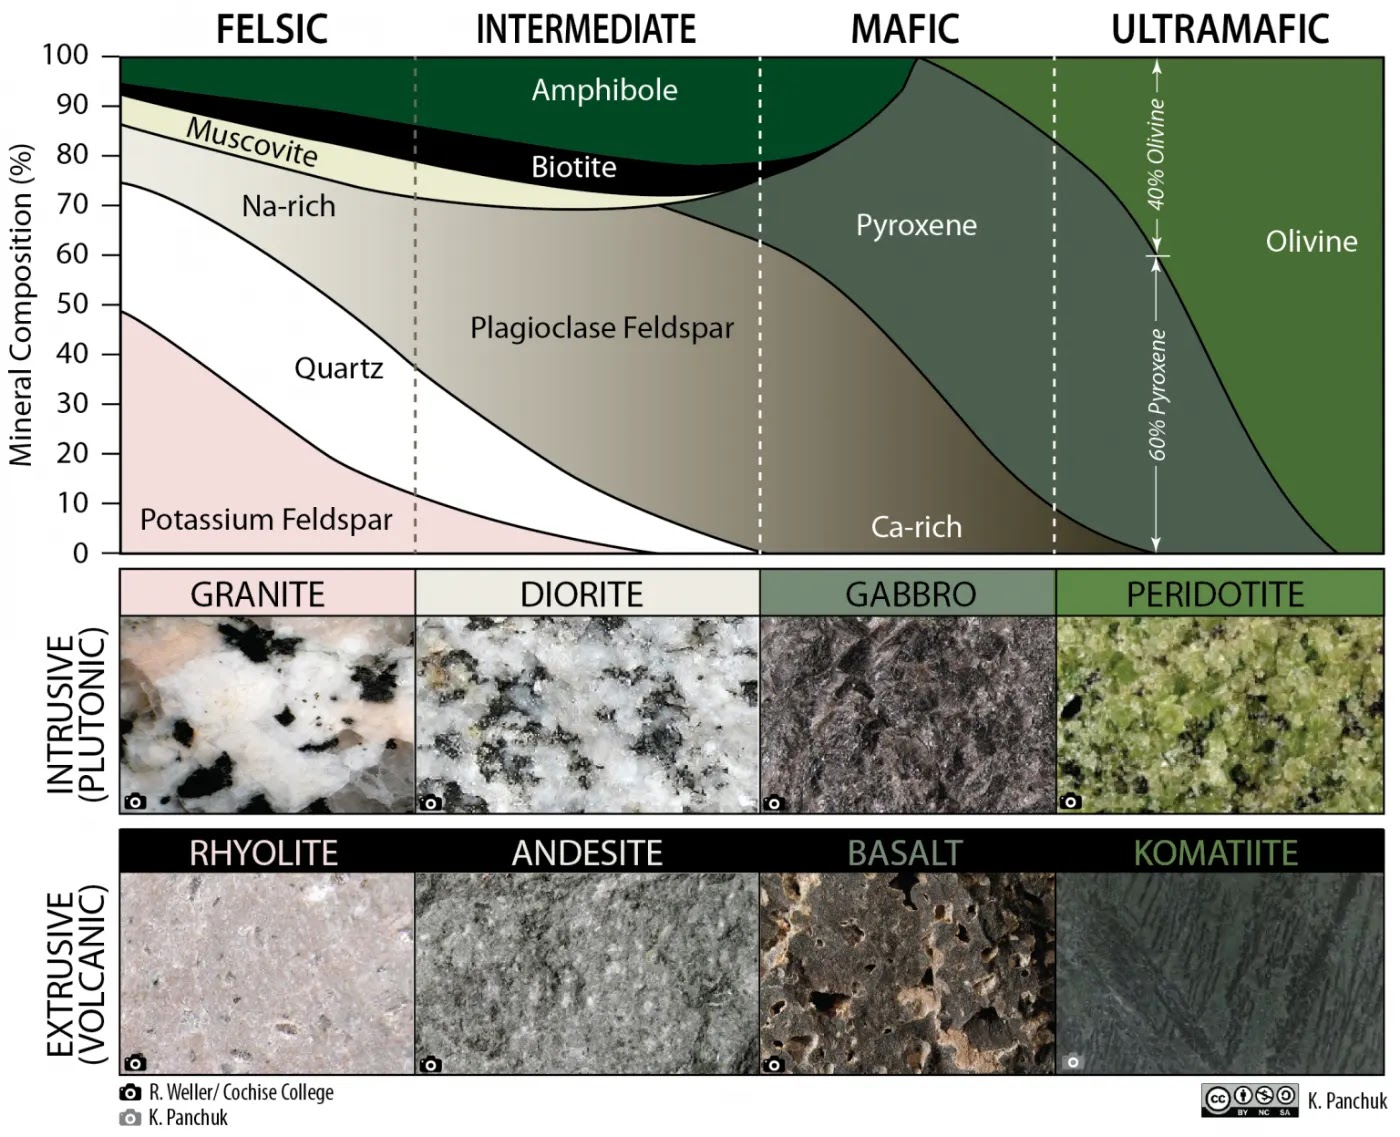 FELSIC INTERMEDIATE MAFIC ULTRAMAFIC
Mineral Composition (%)
100
90
80
70
60
50
40
30
20
10
0
Amphibole
Muscovite
Biotite
Na-rich
Pyroxene
Olivine
40% Olivine
Plagioclase Feldspar
Quartz
60% Pyroxene
Potassium Feldspar
Ca-rich
INTRUSIVE
(PLUTONIC)
GRANITE DIORITE GABBRO PERIDOTITE
EXTRUSIVE
(VOLCANIC)
RHYOLITE ANDESITE BASALT KOMATIITE
R. Weller/ Cochise College
K. Panchuk
cc BY NC SA K. Panchuk